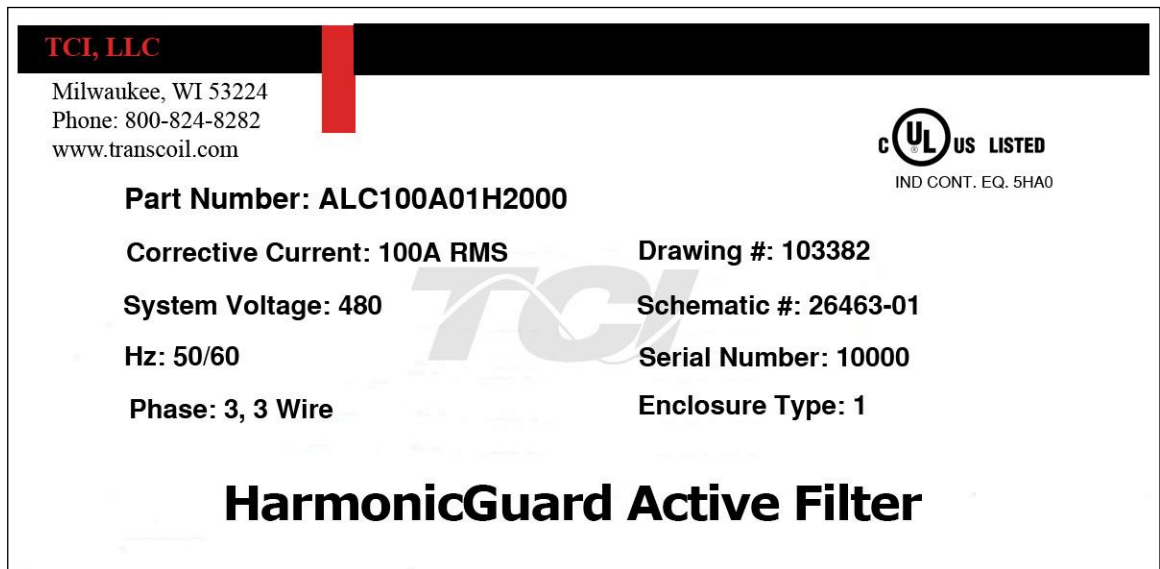 TCI, LLC
Milwaukee, WI 53224
Phone: 800-824-8282
www.transcoil.com
C UL® US LISTED
IND CONT. EQ. 5HA0
Part Number: ALC100A01H2000
Corrective Current: 100A RMS
Drawing #: 103382
System Voltage: 480
Schematic #: 26463-01
Hz: 50/60
Serial Number: 10000
Phase: 3, 3 Wire
Enclosure Type: 1
TCI
HarmonicGuard Active Filter